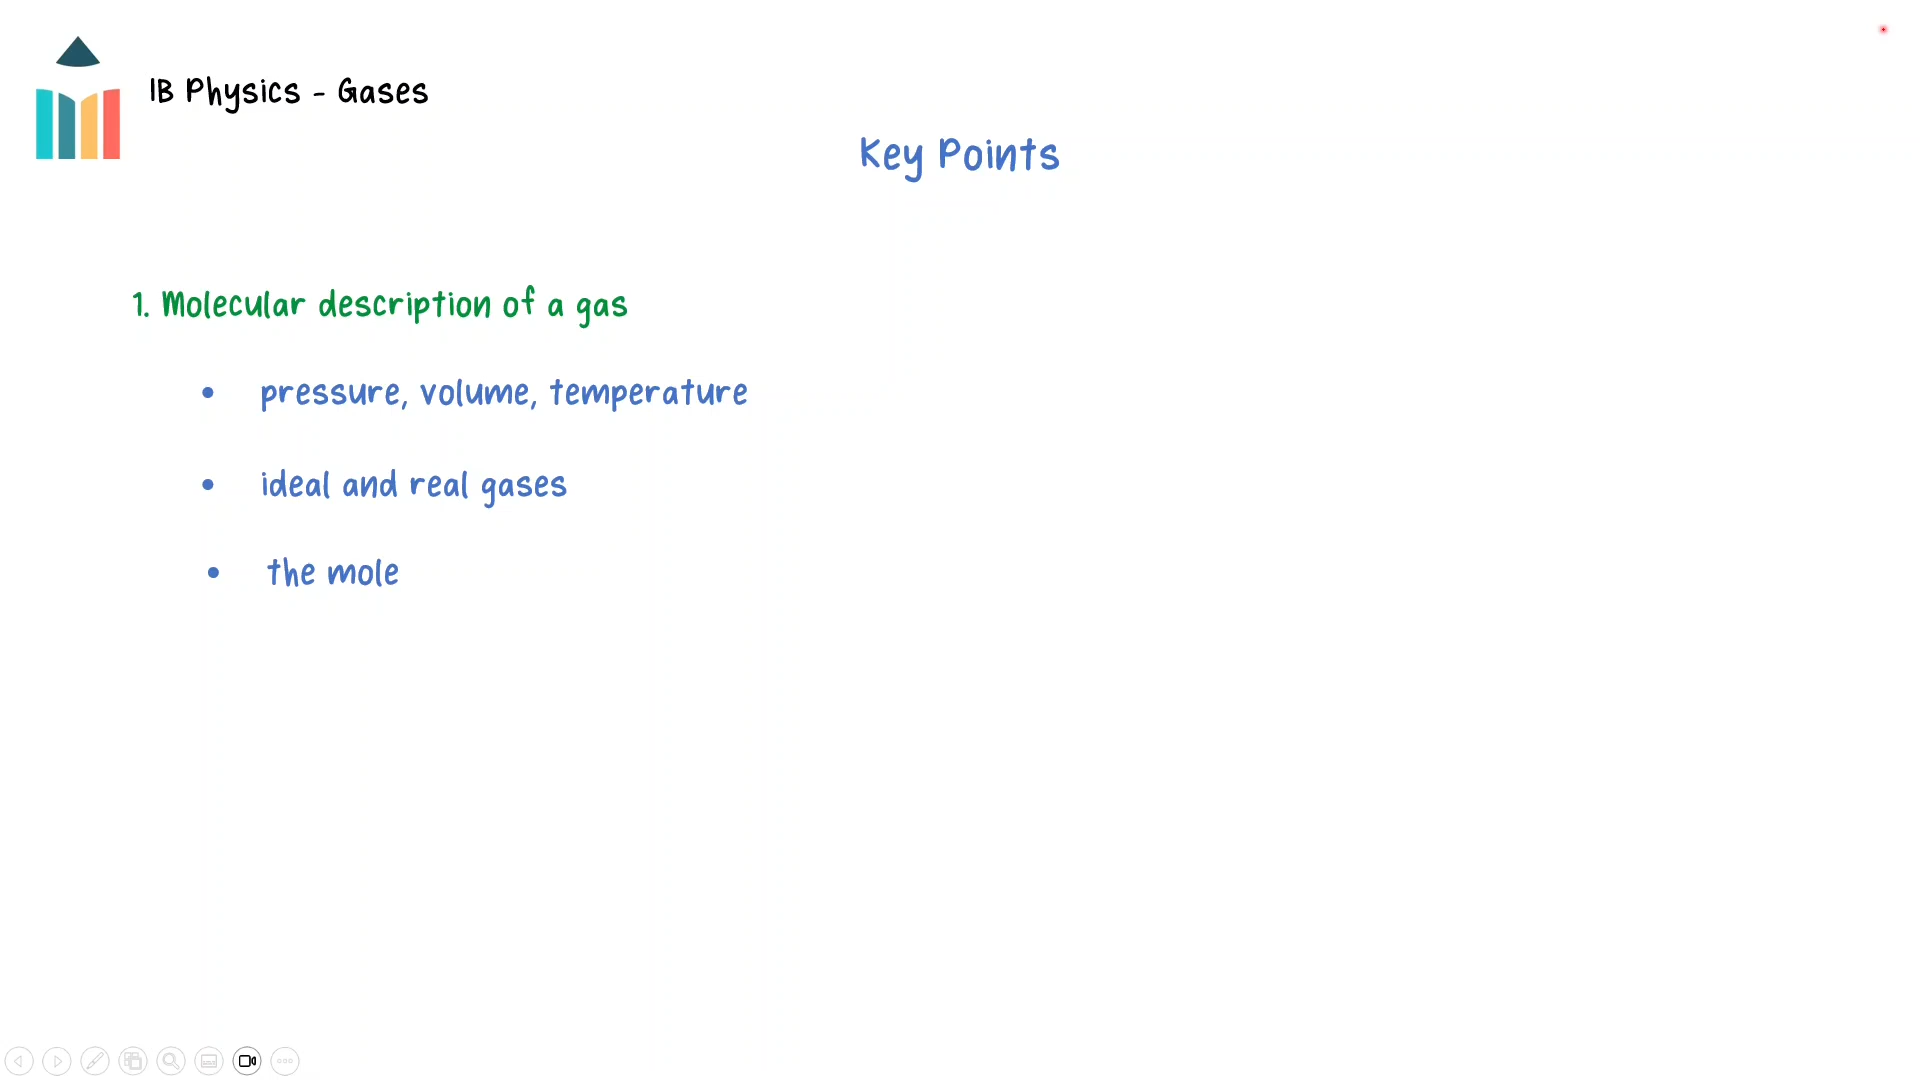 IB Physics - Gases
Key Points
1. Molecular description of a gas
• pressure, volume, temperature
• ideal and real gases
• the mole